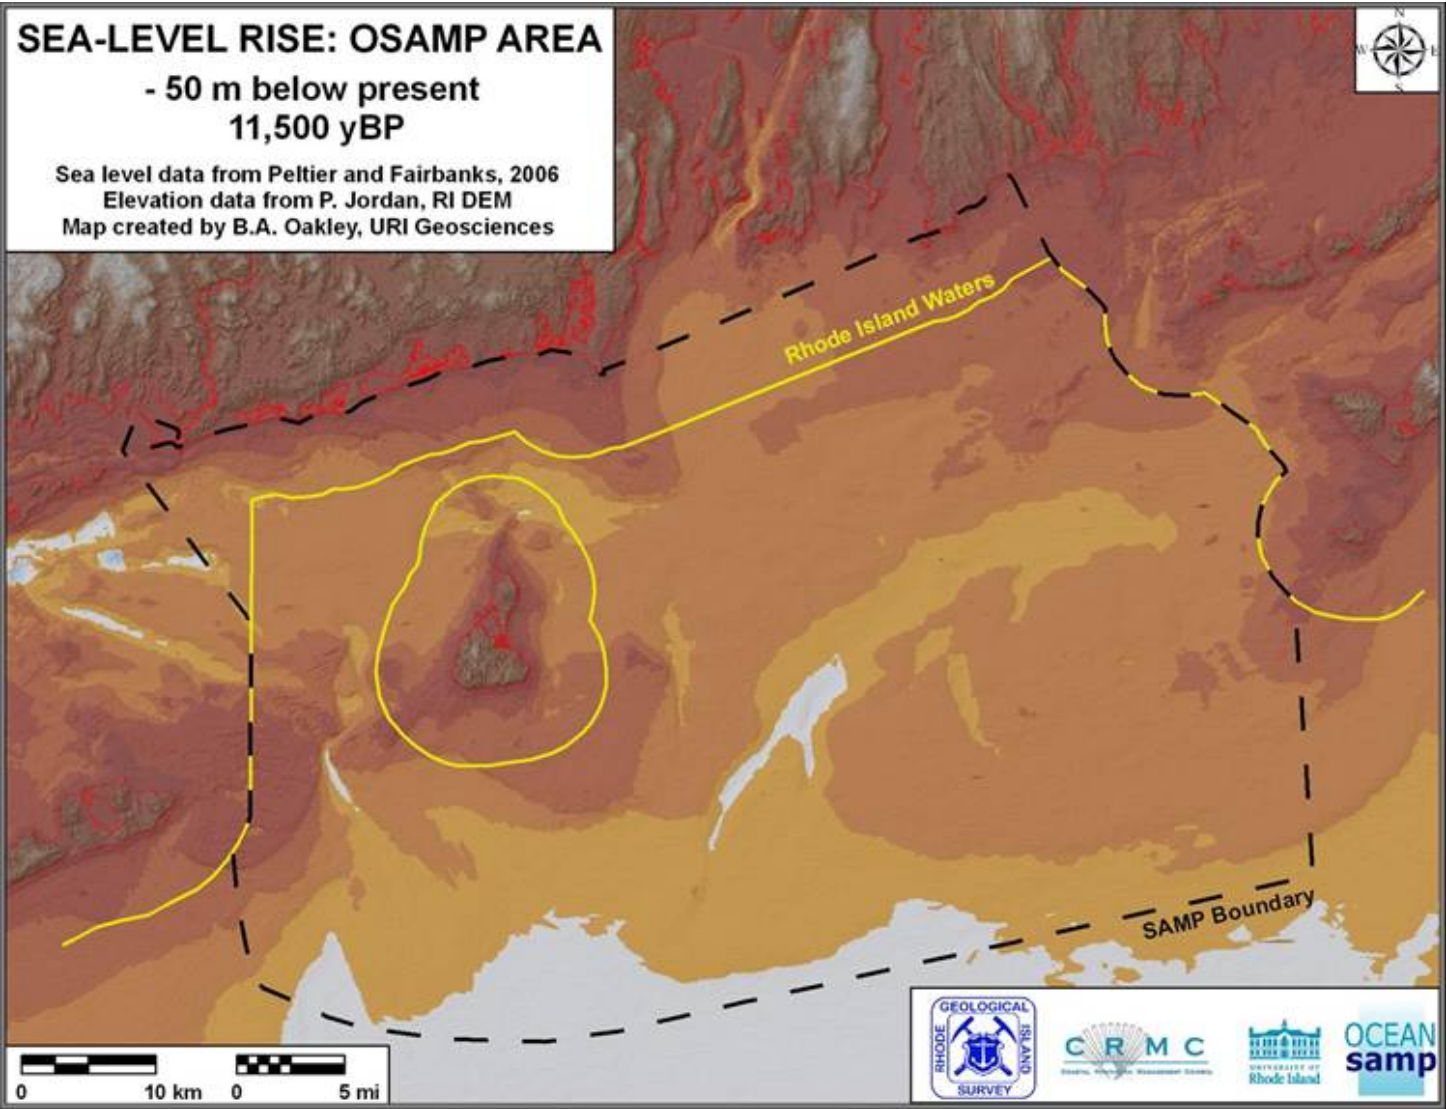 SEA-LEVEL RISE: OSAMP AREA
- 50 m below present
11,500 yBP
Sea level data from Peltier and Fairbanks, 2006
Elevation data from P. Jordan, RI DEM
Map created by B.A. Oakley, URI Geosciences
N
W E
S
Rhode Island Waters
SAMP Boundary
0 10 km 0 5 mi
GEOLOGICAL
RHODE
ISLAND
SURVEY
C R M C
UNIVERSITY OF
Rhode Island
OCEAN
samp